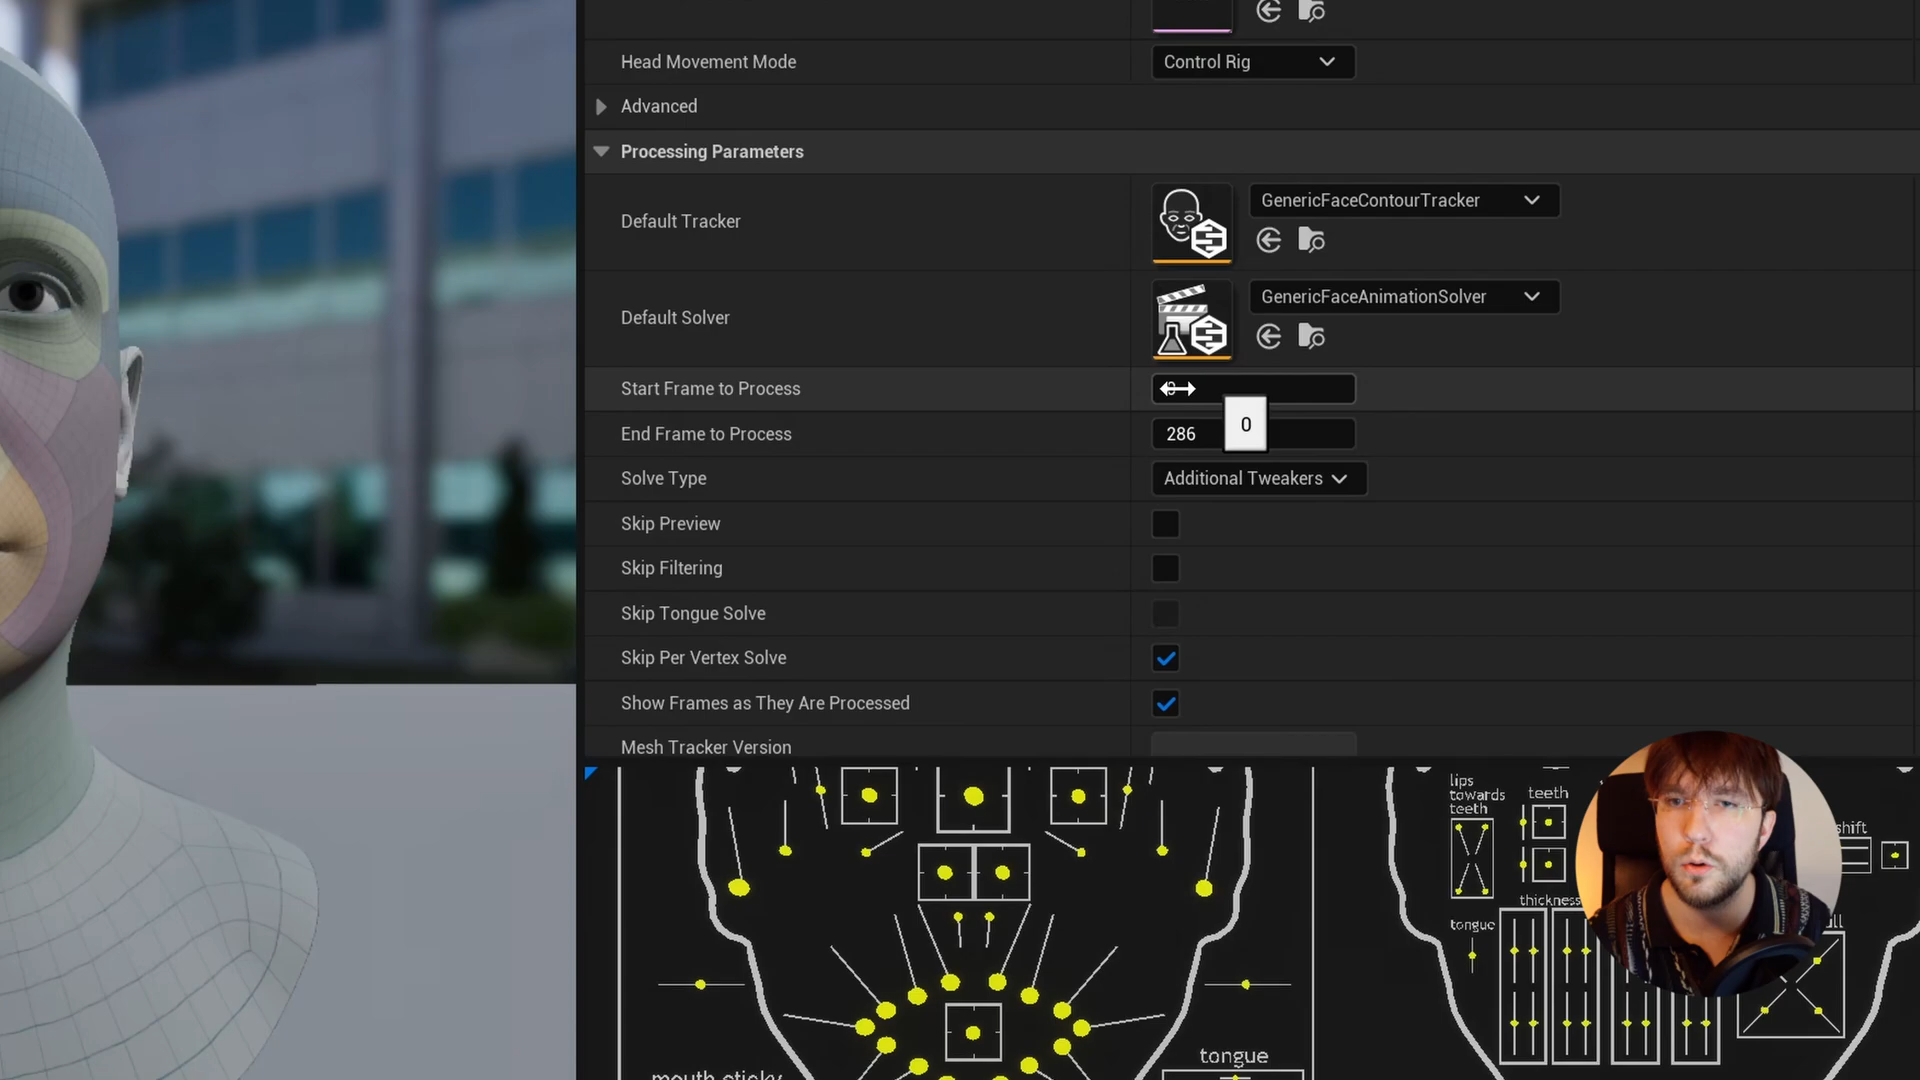 Head Movement Mode
Control Rig
Advanced
Processing Parameters
Default Tracker
GenericFaceContourTracker
Default Solver
GenericFaceAnimationSolver
Start Frame to Process
End Frame to Process
286
0
Solve Type
Additional Tweakers
Skip Preview
Skip Filtering
Skip Tongue Solve
Skip Per Vertex Solve
Show Frames as They Are Processed
Mesh Tracker Version
lips
towards
teeth
teeth
thickness
tongue
tongue
mouth sticky